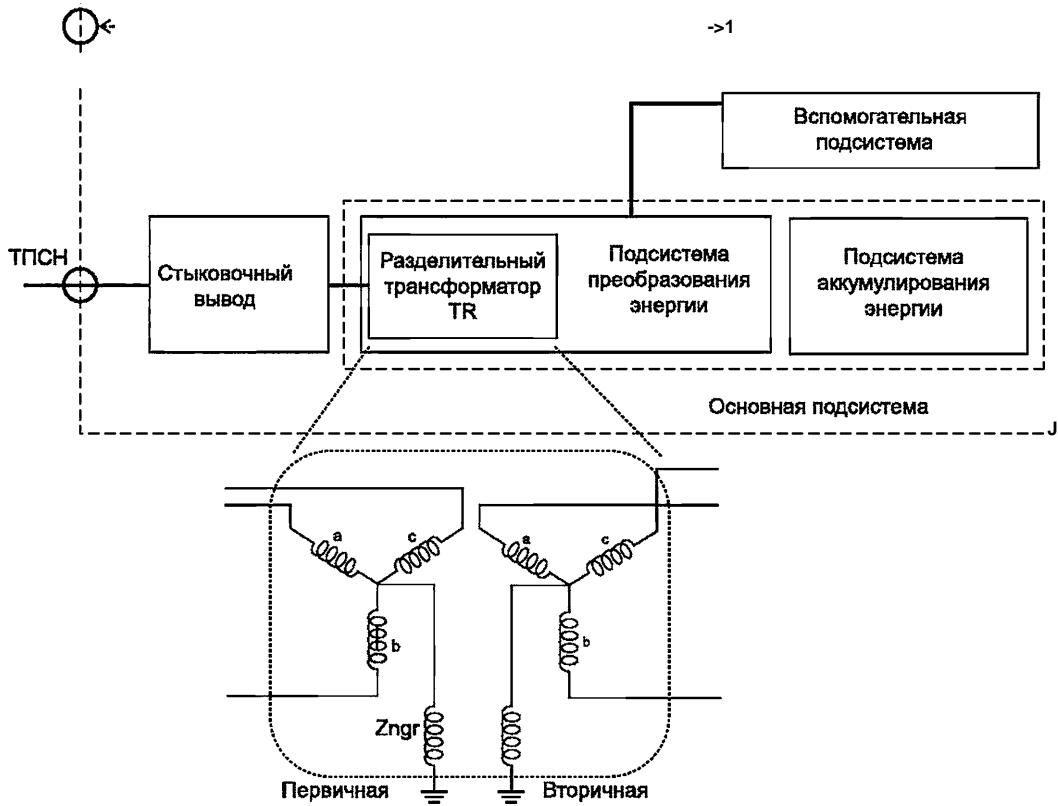 ->1
Вспомогательная
подсистема
ТПСН
Стыковочный
вывод
Разделительный
трансформатор
TR
Подсистема
преобразования
энергии
Подсистема
аккумулирования
энергии
Основная подсистема
J
a
c
b
a
c
b
Zngr
Первичная
Вторичная